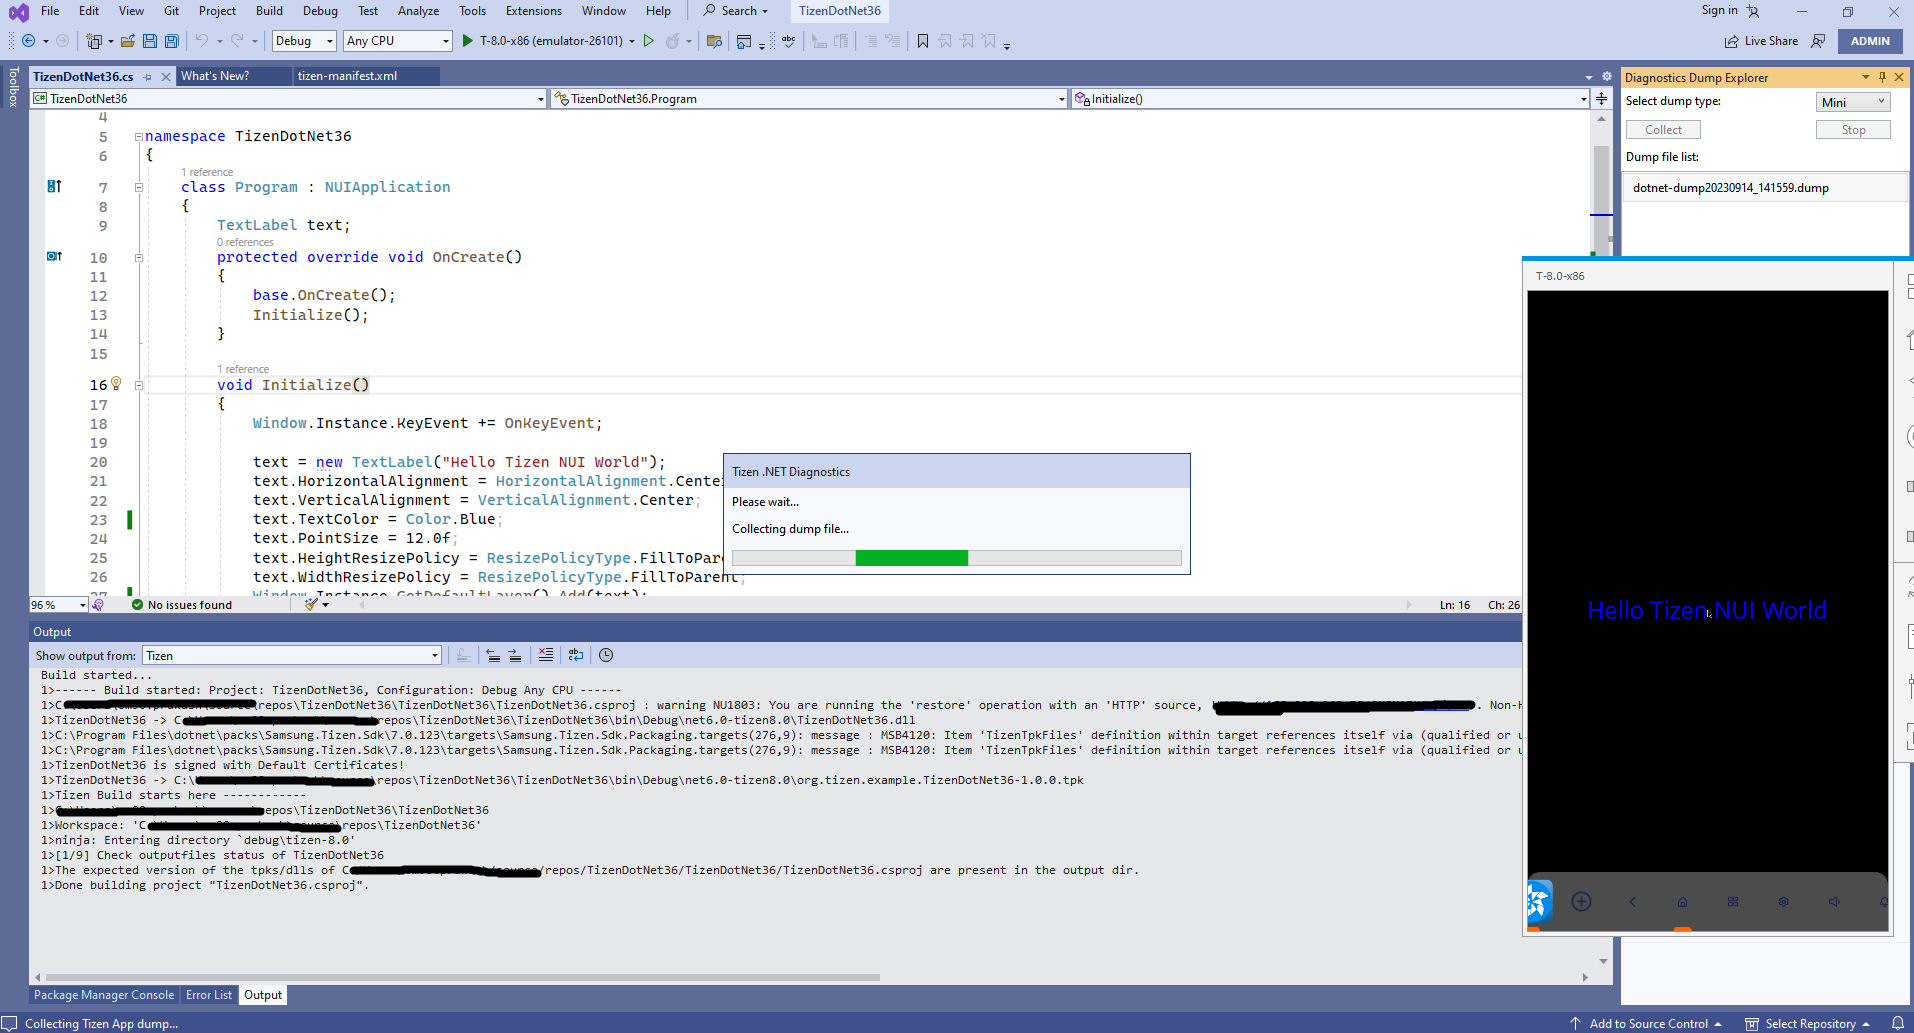 File Edit View Git Project Build Debug Test Analyze Tools Extensions Window Help Search TizenDotNet36 Sign in
Debug Any CPU T-8.0-x86 (emulator-26101) Live Share ADMIN
Toolbox
TizenDotNet36.cs What's New? tizen-manifest.xml
TizenDotNet36 TizenDotNet36.Program Initialize()
4
5 namespace TizenDotNet36
6 {
1 reference
7 class Program : NUIApplication
8 {
9 TextLabel text;
0 references
10 protected override void OnCreate()
11 {
12 base.OnCreate();
13 Initialize();
14 }
15
1 reference
16 void Initialize()
17 {
18 Window.Instance.KeyEvent += OnKeyEvent;
19
20 text = new TextLabel("Hello Tizen NUI World");
21 text.HorizontalAlignment = HorizontalAlignment.Cente
22 text.VerticalAlignment = VerticalAlignment.Center;
23 text.TextColor = Color.Blue;
24 text.PointSize = 12.0f;
25 text.HeightResizePolicy = ResizePolicyType.FillToPar
26 text.WidthResizePolicy = ResizePolicyType.FillToParent;
27 Window.Instance.GetDefaultLayer().Add(text);
96 % No issues found Ln: 16 Ch: 26
Tizen .NET Diagnostics
Please wait...
Collecting dump file...
Diagnostics Dump Explorer
Select dump type: Mini
Collect Stop
Dump file list:
dotnet-dump20230914_141559.dump
T-8.0-x86
Hello Tizen NUI World
Output
Show output from: Tizen
Build started...
1>------ Build started: Project: TizenDotNet36, Configuration: Debug Any CPU ------
1>C \repos\TizenDotNet36\TizenDotNet36\TizenDotNet36.csproj : warning NU1803: You are running the 'restore' operation with an 'HTTP' source, . Non-H
1>TizenDotNet36 -> C: repos\TizenDotNet36\TizenDotNet36\bin\Debug\net6.0-tizen8.0\TizenDotNet36.dll
1>C:\Program Files\dotnet\packs\Samsung.Tizen.Sdk\7.0.123\targets\Samsung.Tizen.Sdk.Packaging.targets(276,9): message : MSB4120: Item 'TizenTpkFiles' definition within target references itself via (qualified or u
1>C:\Program Files\dotnet\packs\Samsung.Tizen.Sdk\7.0.123\targets\Samsung.Tizen.Sdk.Packaging.targets(276,9): message : MSB4120: Item 'TizenTpkFiles' definition within target references itself via (qualified or u
1>TizenDotNet36 is signed with Default Certificates!
1>TizenDotNet36 -> C:\ repos\TizenDotNet36\TizenDotNet36\bin\Debug\net6.0-tizen8.0\org.tizen.example.TizenDotNet36-1.0.0.tpk
1>Tizen Build starts here ------------
1> epos\TizenDotNet36\TizenDotNet36
1>Workspace: 'C \repos\TizenDotNet36'
1>ninja: Entering directory `debug\tizen-8.0'
1>[1/9] Check outputfiles status of TizenDotNet36
1>The expected version of the tpks/dlls of C /repos/TizenDotNet36/TizenDotNet36/TizenDotNet36.csproj are present in the output dir.
1>Done building project "TizenDotNet36.csproj".
Package Manager Console Error List Output
Collecting Tizen App dump... Add to Source Control Select Repository